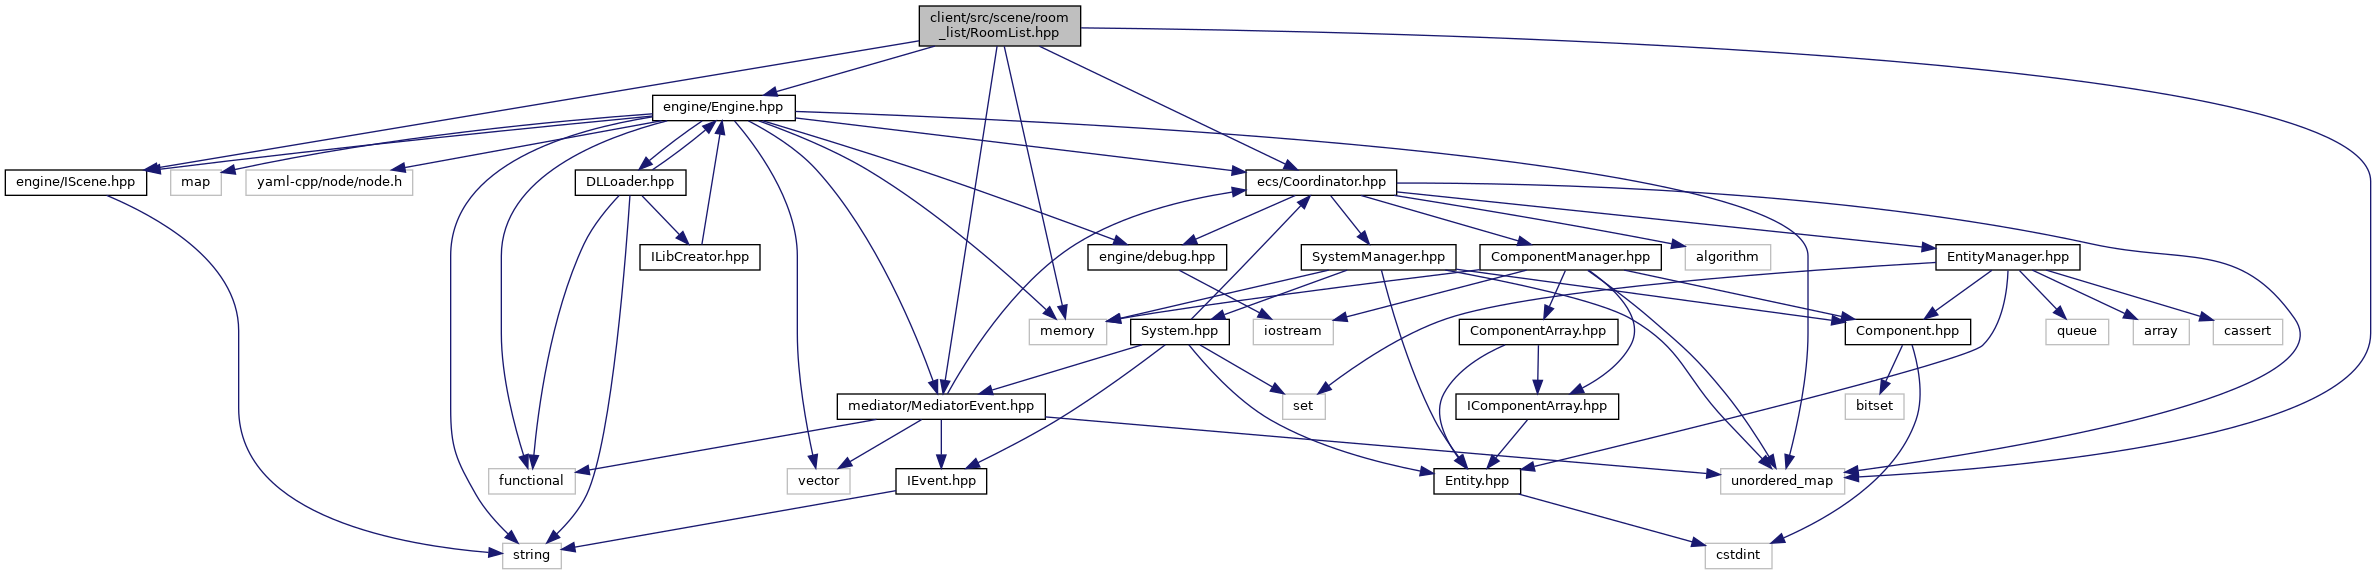 client/src/scene/room
_list/RoomList.hpp
engine/Engine.hpp
engine/IScene.hpp
map
yaml-cpp/node/node.h
DLLoader.hpp
ecs/Coordinator.hpp
ILibCreator.hpp
engine/debug.hpp
SystemManager.hpp
ComponentManager.hpp
algorithm
EntityManager.hpp
memory
System.hpp
iostream
ComponentArray.hpp
Component.hpp
queue
array
cassert
mediator/MediatorEvent.hpp
set
IComponentArray.hpp
bitset
functional
vector
IEvent.hpp
Entity.hpp
unordered_map
string
cstdint